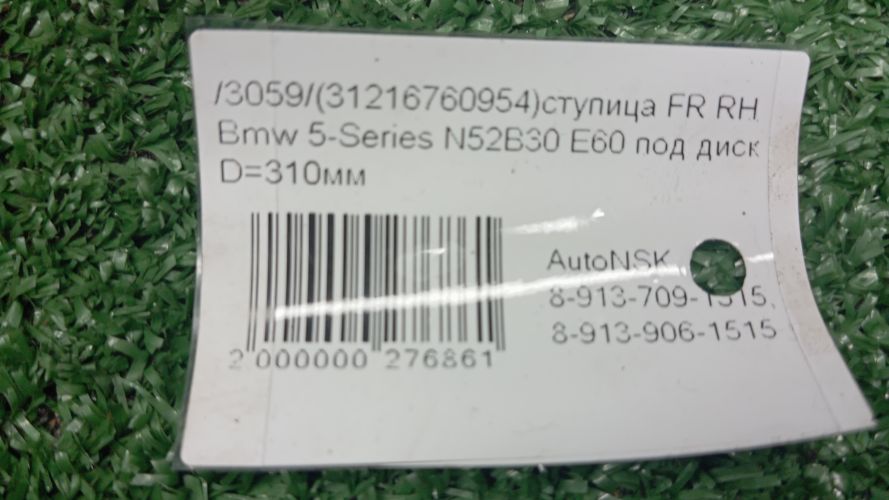 /3059/(31216760954)ступица FR RH
Bmw 5-Series N52B30 E60 под диск
D=310мм
AutoNSK
8-913-709-1515,
8-913-906-1515
2 000000 276861